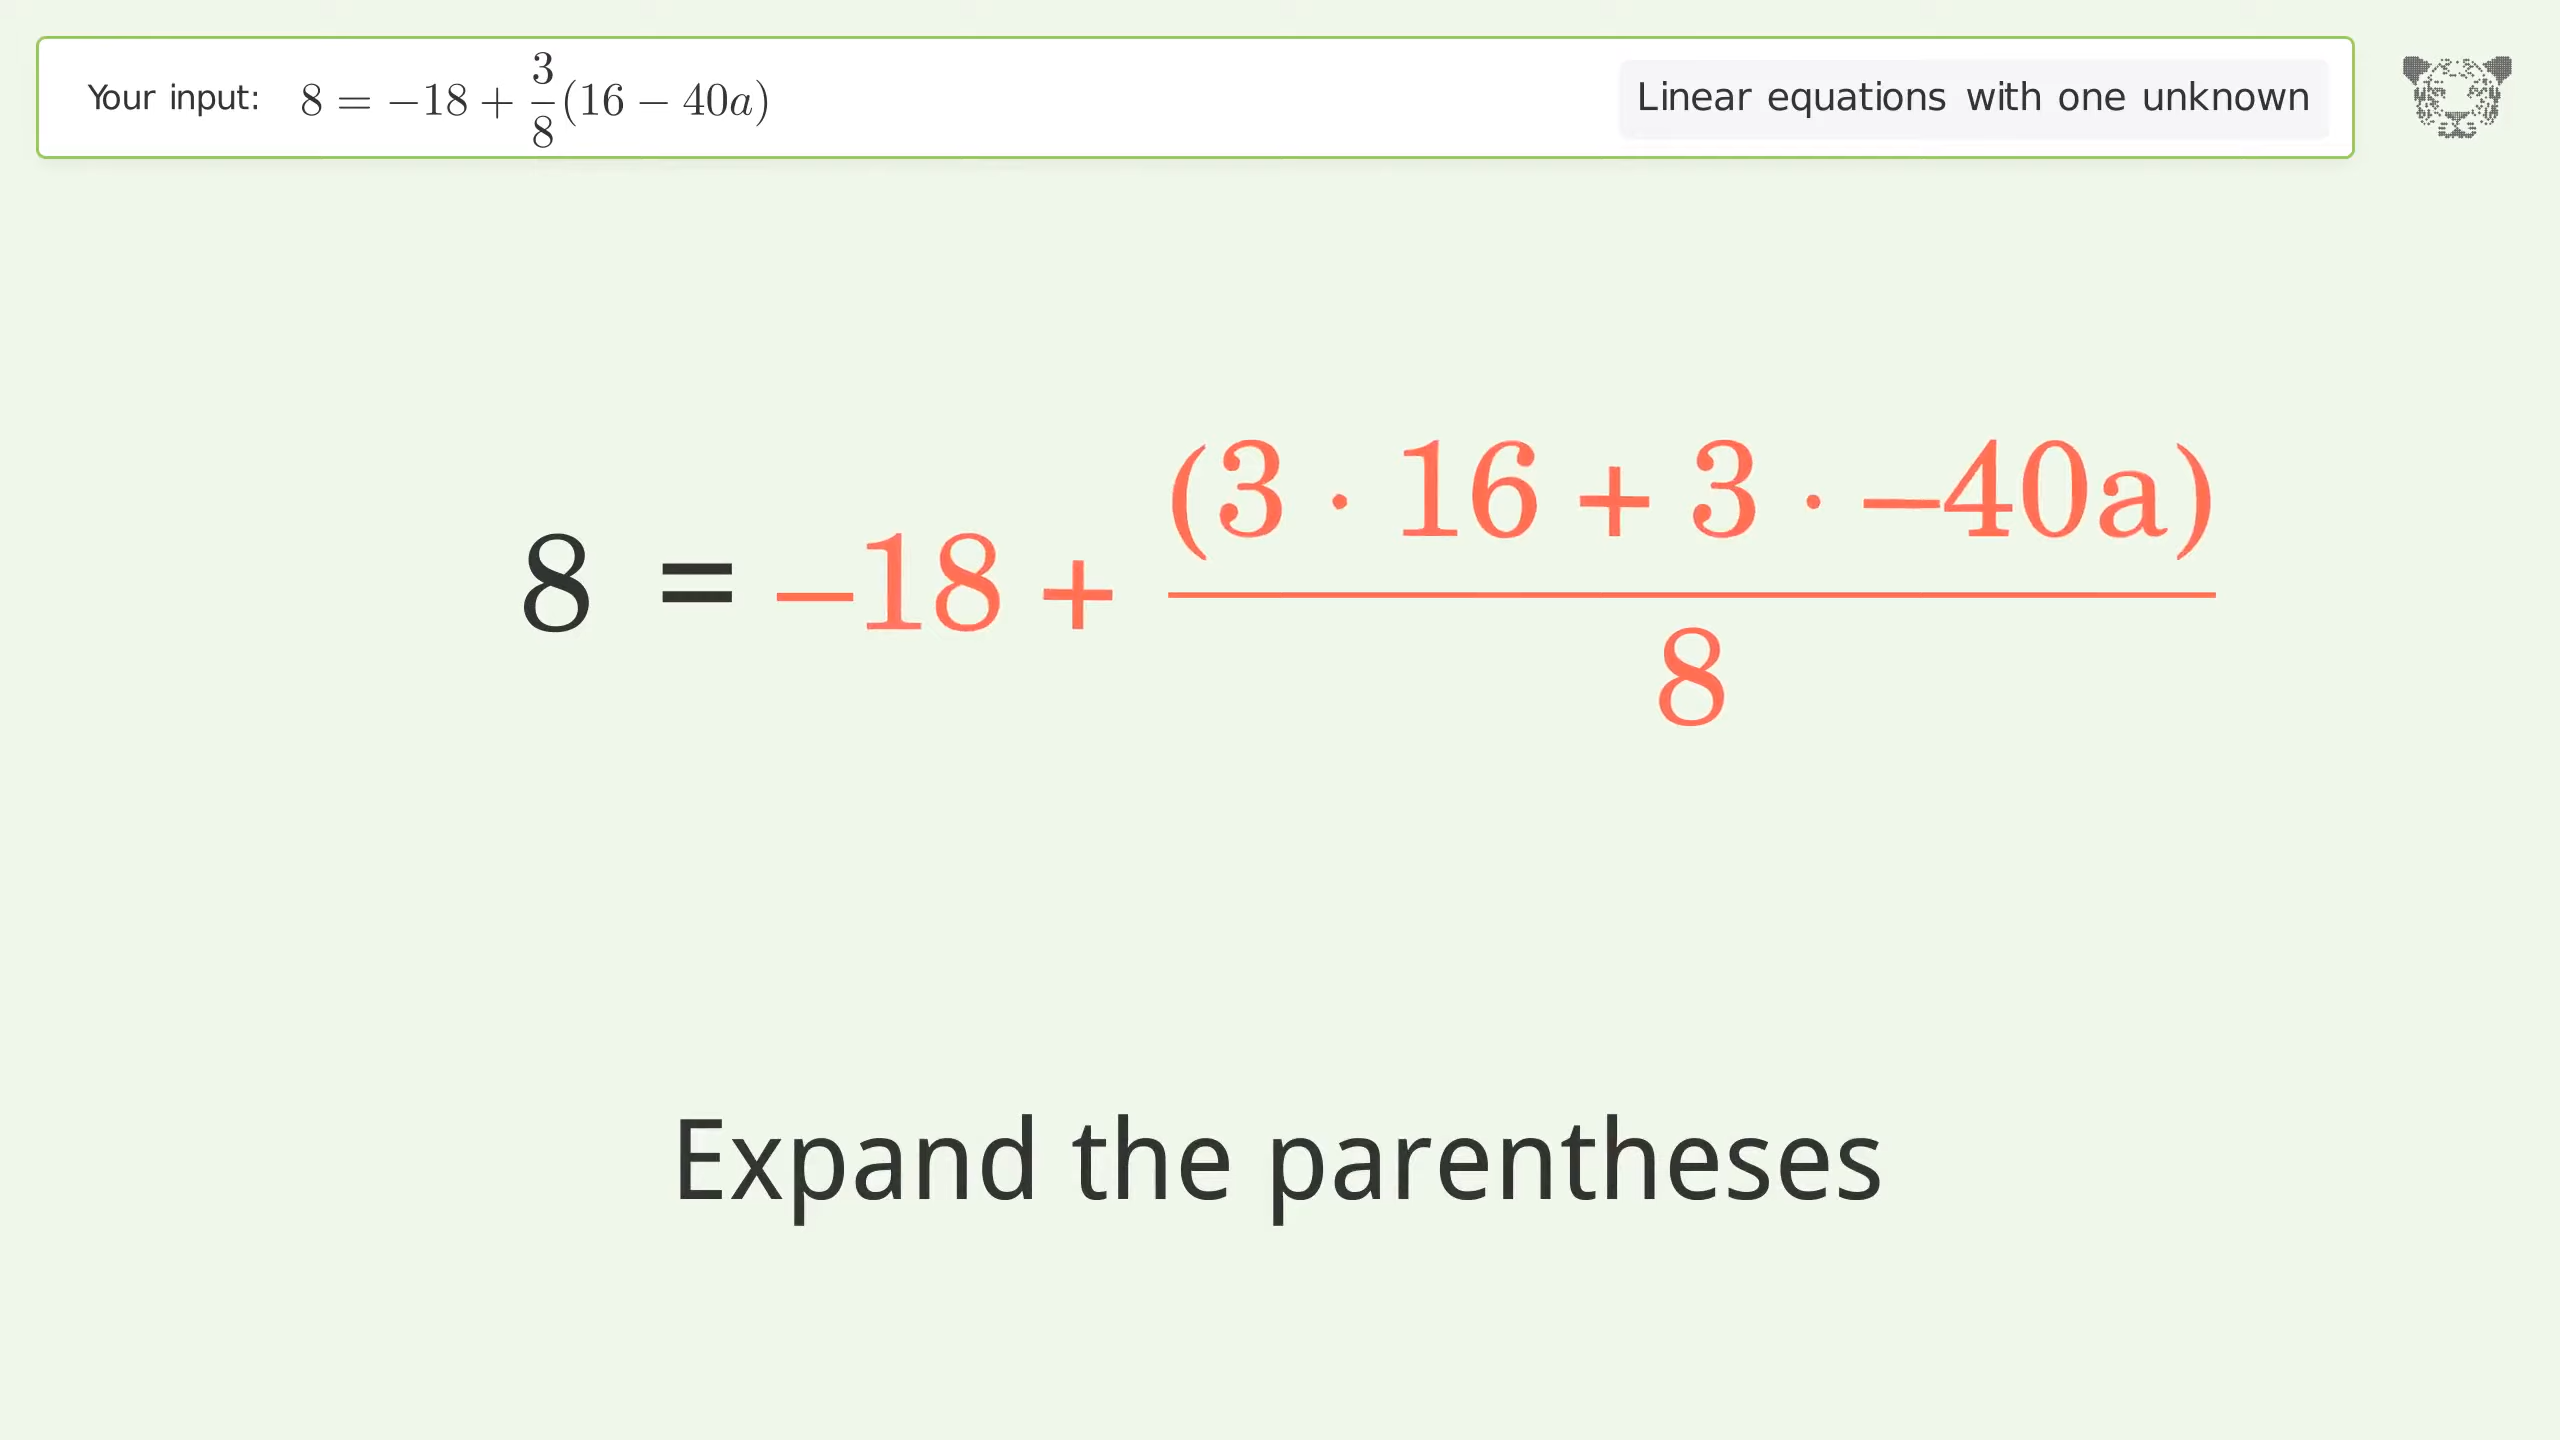 Your input: 8 = −18 + 3/8(16 − 40a) Linear equations with one unknown
8 = −18 + (3 · 16 + 3 · −40a)/8
Expand the parentheses